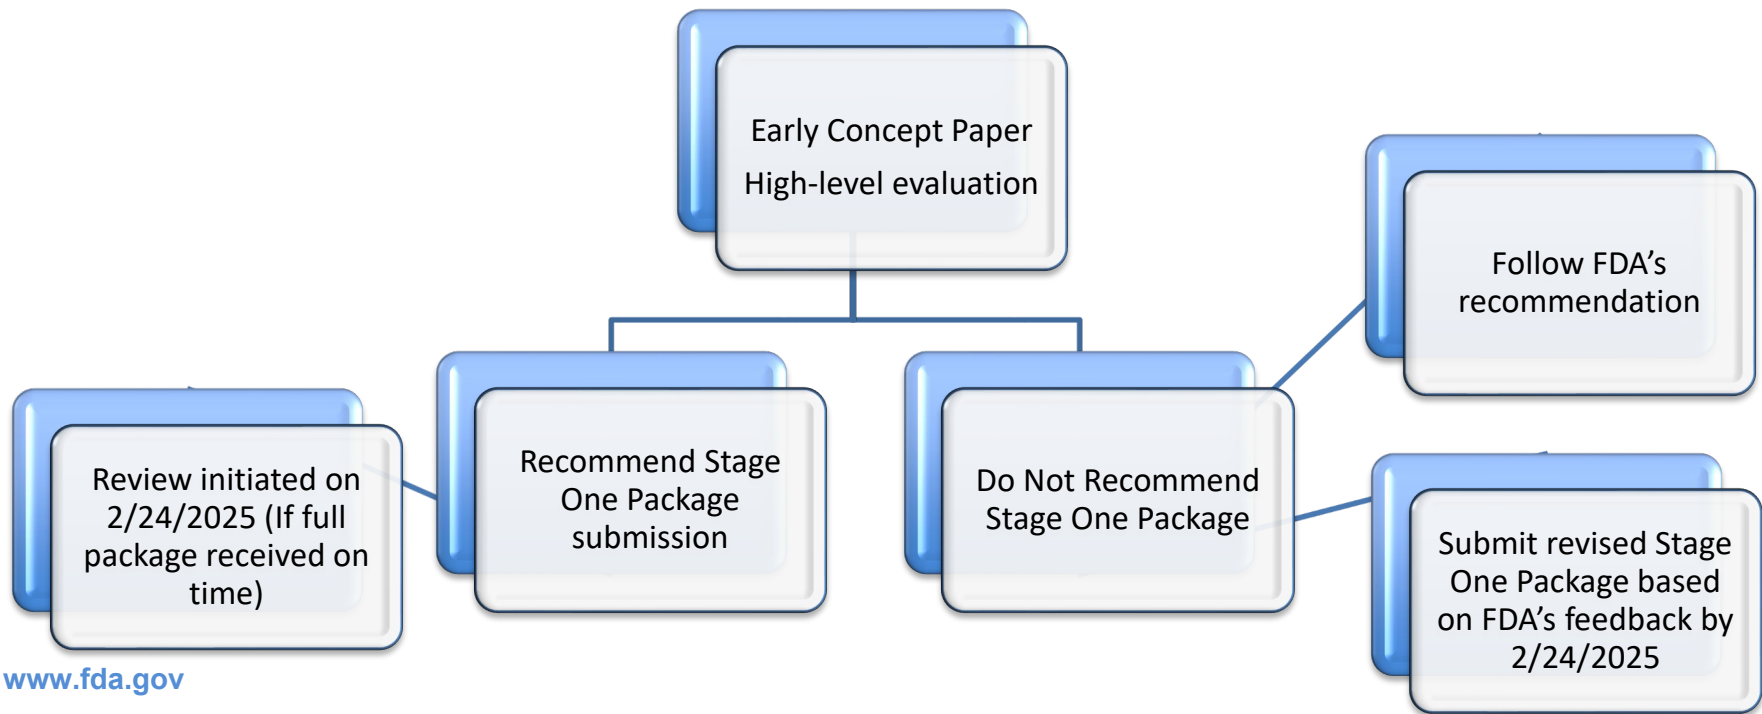 Early Concept Paper
High-level evaluation
Recommend Stage
One Package
submission
Review initiated on
2/24/2025 (If full
package received on
time)
Do Not Recommend
Stage One Package
Follow FDA’s
recommendation
Submit revised Stage
One Package based
on FDA’s feedback by
2/24/2025
www.fda.gov